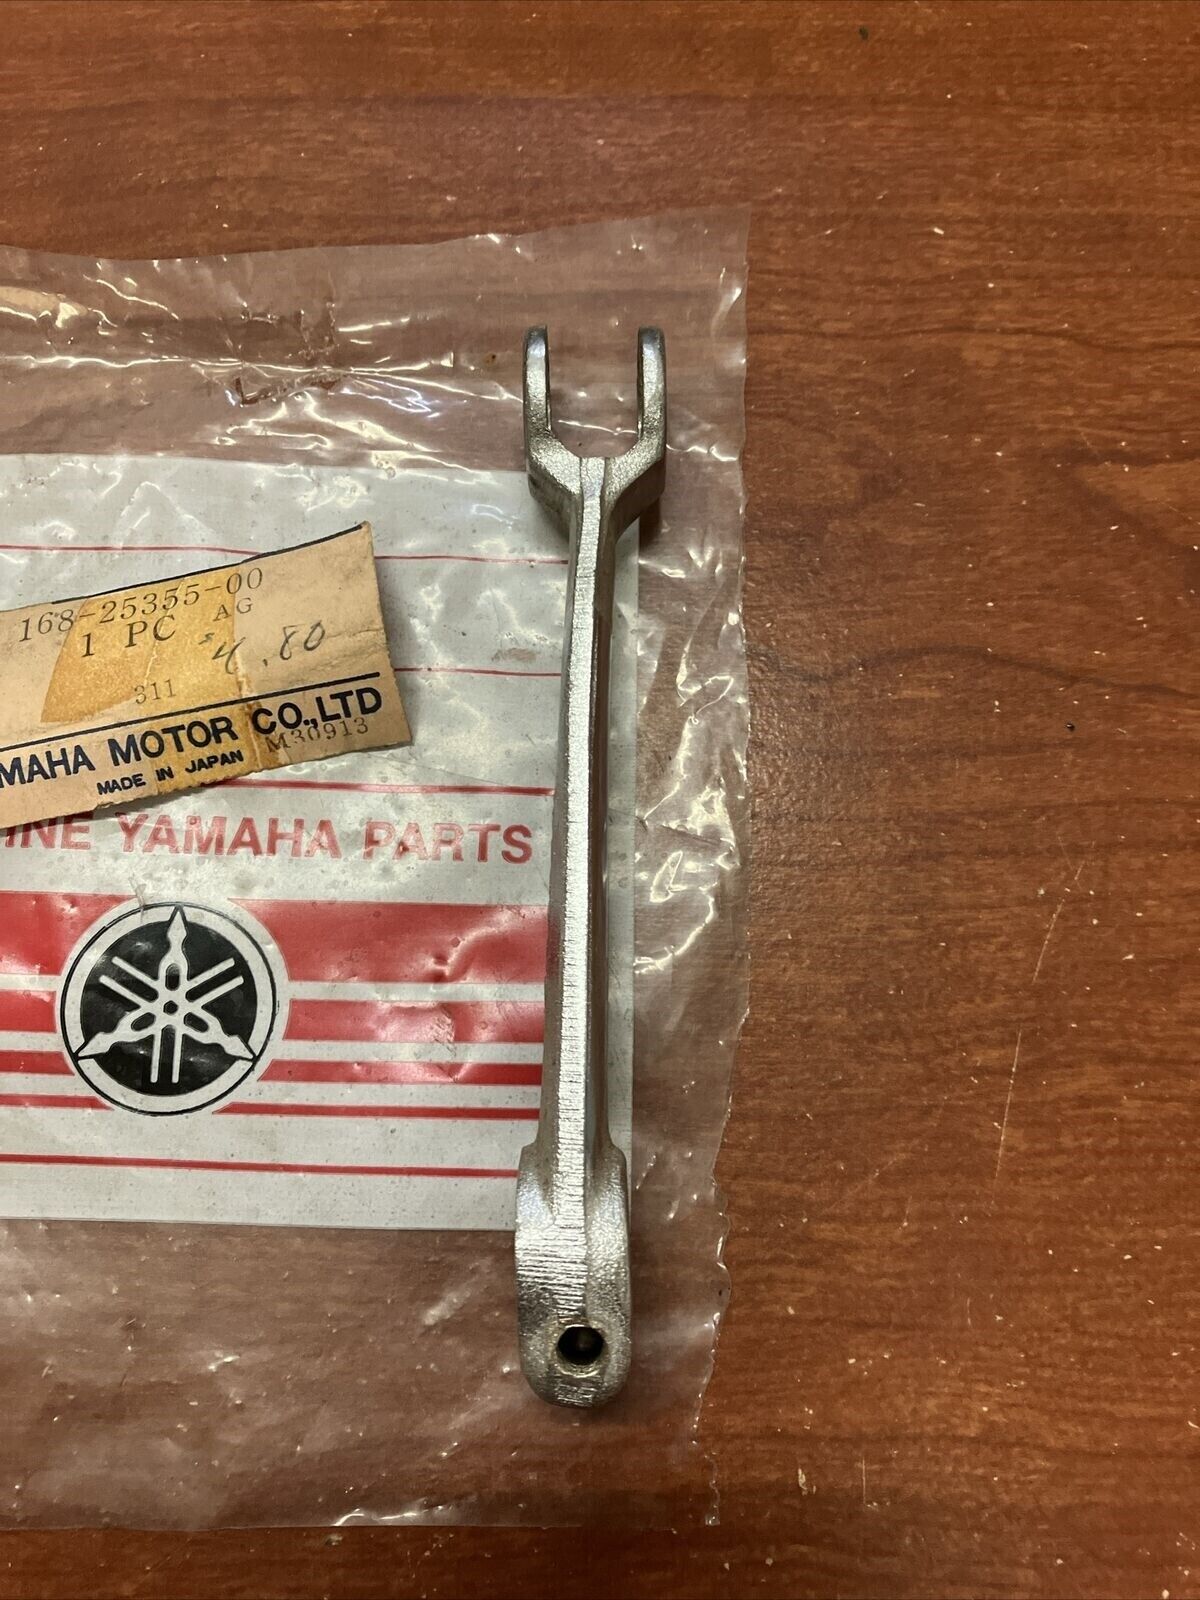 168-25355-00
1 PC AG
$4.80
311
MAHA MOTOR CO.,LTD
MADE IN JAPAN M30913
INE YAMAHA PARTS